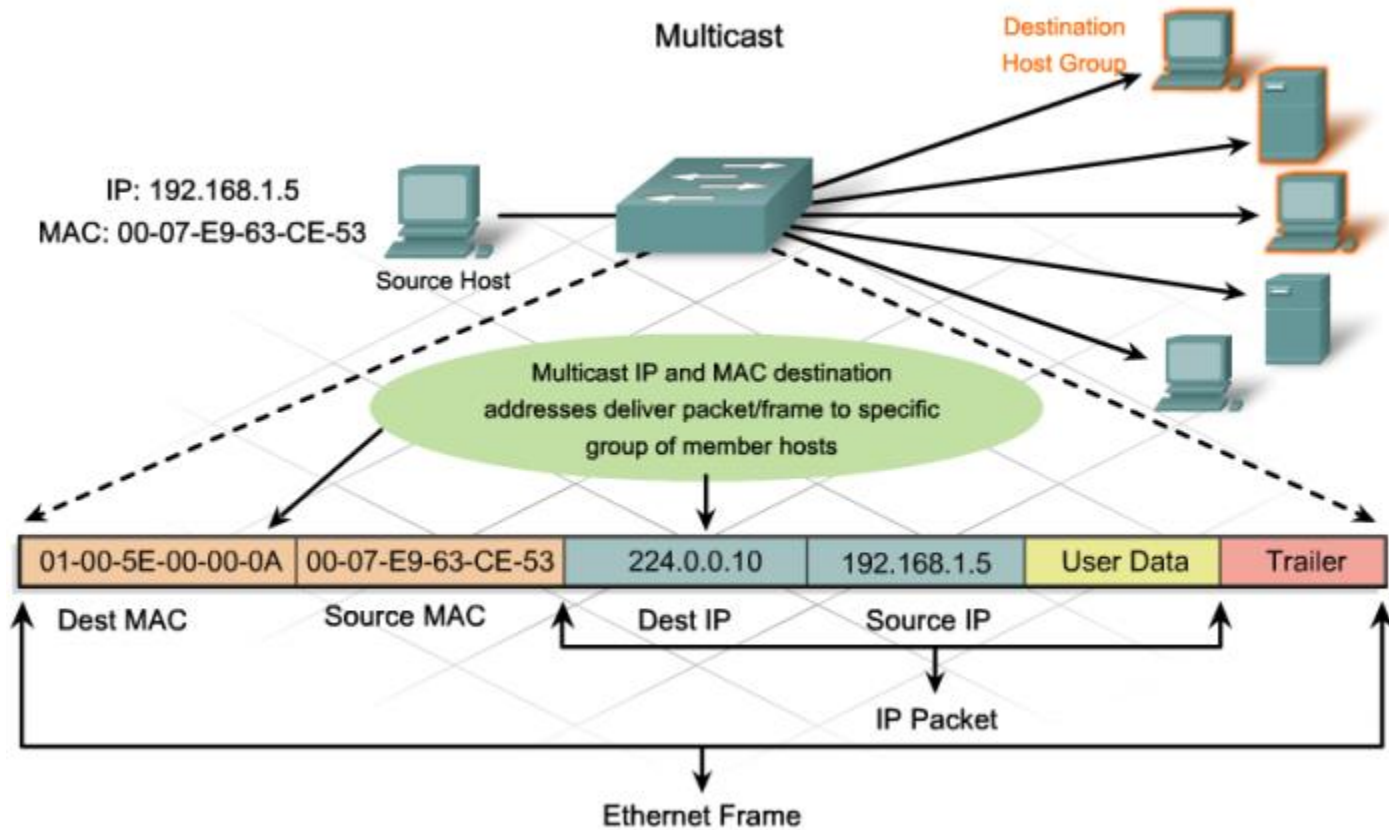 Multicast
Destination
Host Group
IP: 192.168.1.5
MAC: 00-07-E9-63-CE-53
Source Host
Multicast IP and MAC destination
addresses deliver packet/frame to specific
group of member hosts
01-00-5E-00-00-0A 00-07-E9-63-CE-53 224.0.0.10 192.168.1.5 User Data Trailer
Dest MAC Source MAC Dest IP Source IP
IP Packet
Ethernet Frame